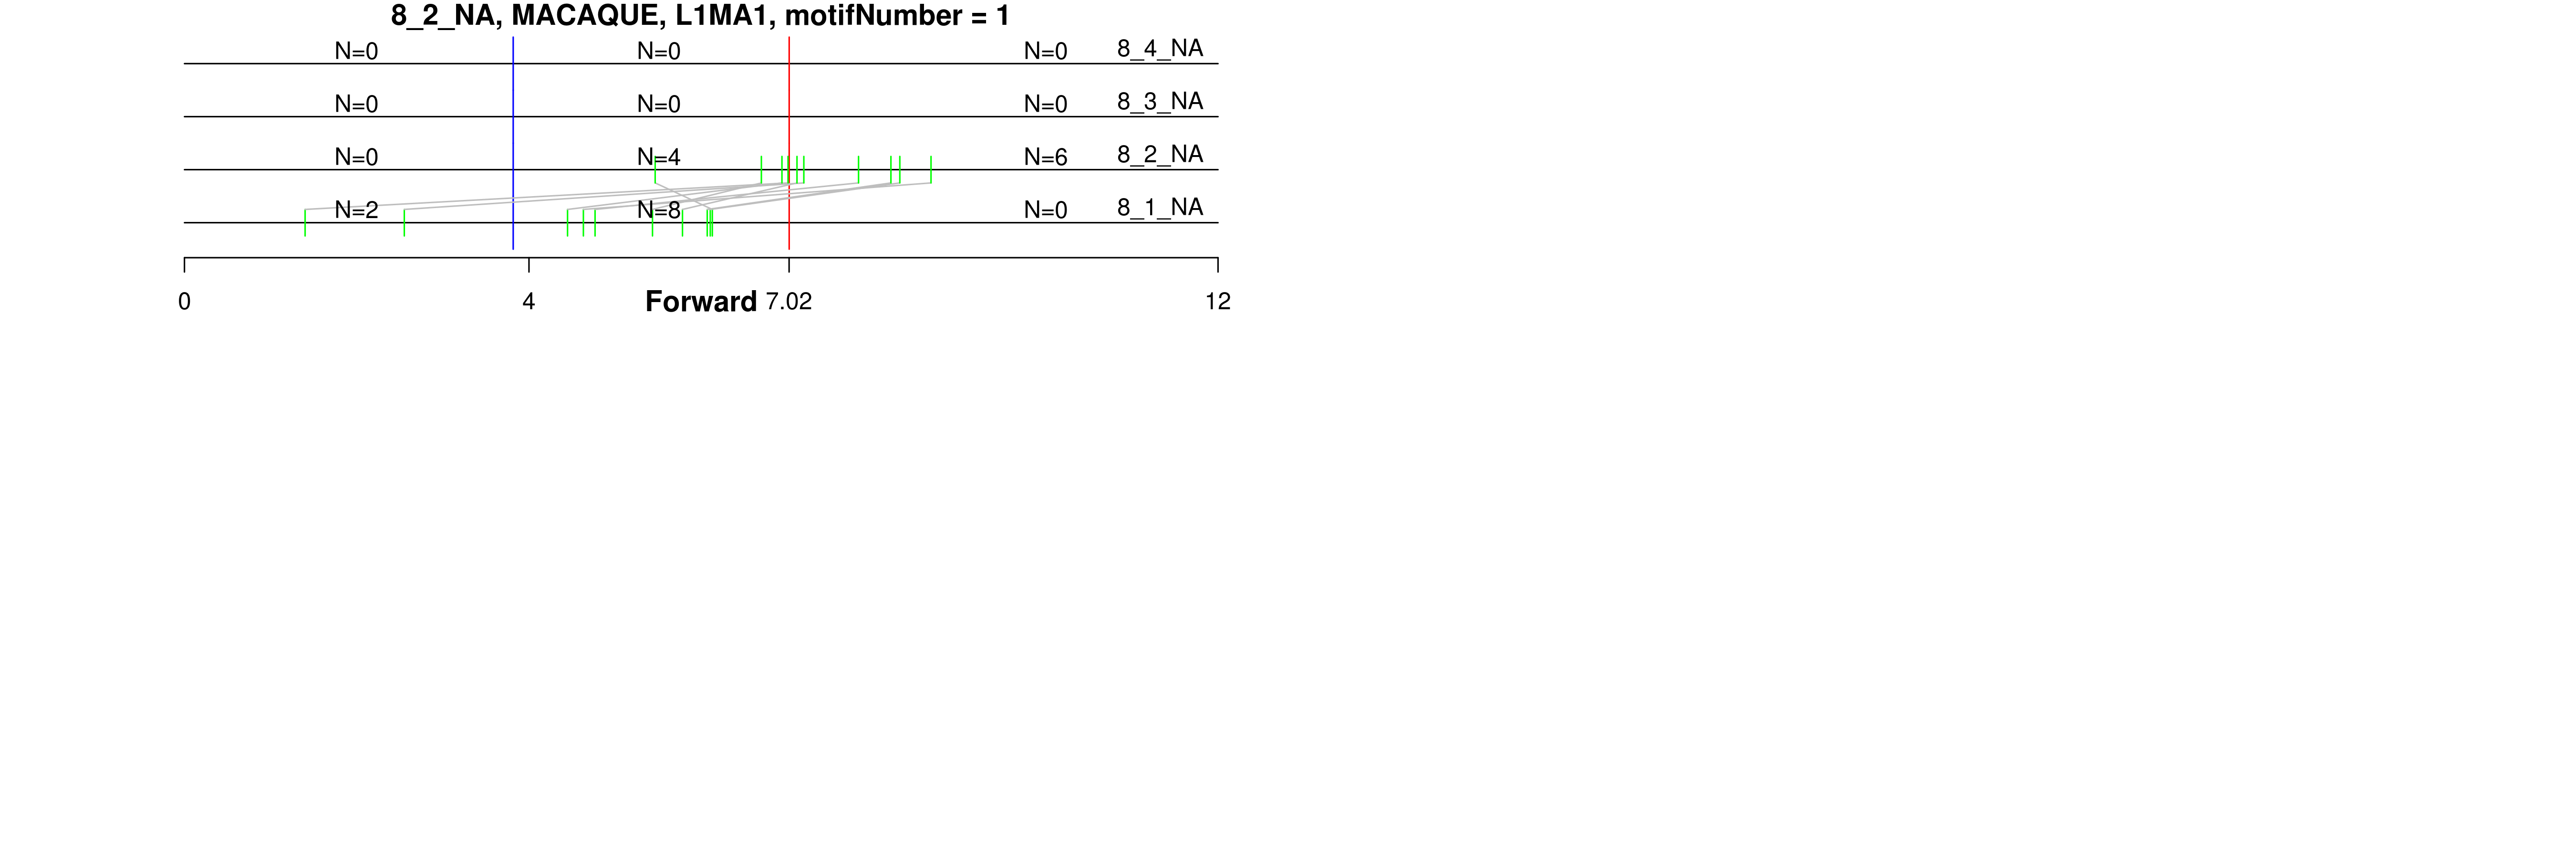 8_2_NA, MACAQUE, L1MA1, motifNumber = 1
N=0 N=0 N=0 8_4_NA
N=0 N=0 N=0 8_3_NA
N=0 N=4 N=6 8_2_NA
N=2 N=8 N=0 8_1_NA
0 4 Forward 7.02 12